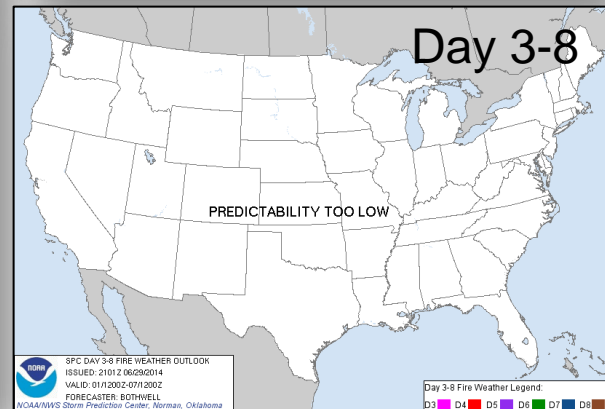 Day 3-8
PREDICTABILITY TOO LOW
NOAA
SPC DAY 3-8 FIRE WEATHER OUTLOOK
ISSUED: 2101Z 06/29/2014
VALID: 01/1200Z-07/1200Z
FORECASTER: BOTHWELL
NOAA/NWS Storm Prediction Center, Norman, Oklahoma
Day 3-8 Fire Weather Legend:
D3 D4 D5 D6 D7 D8